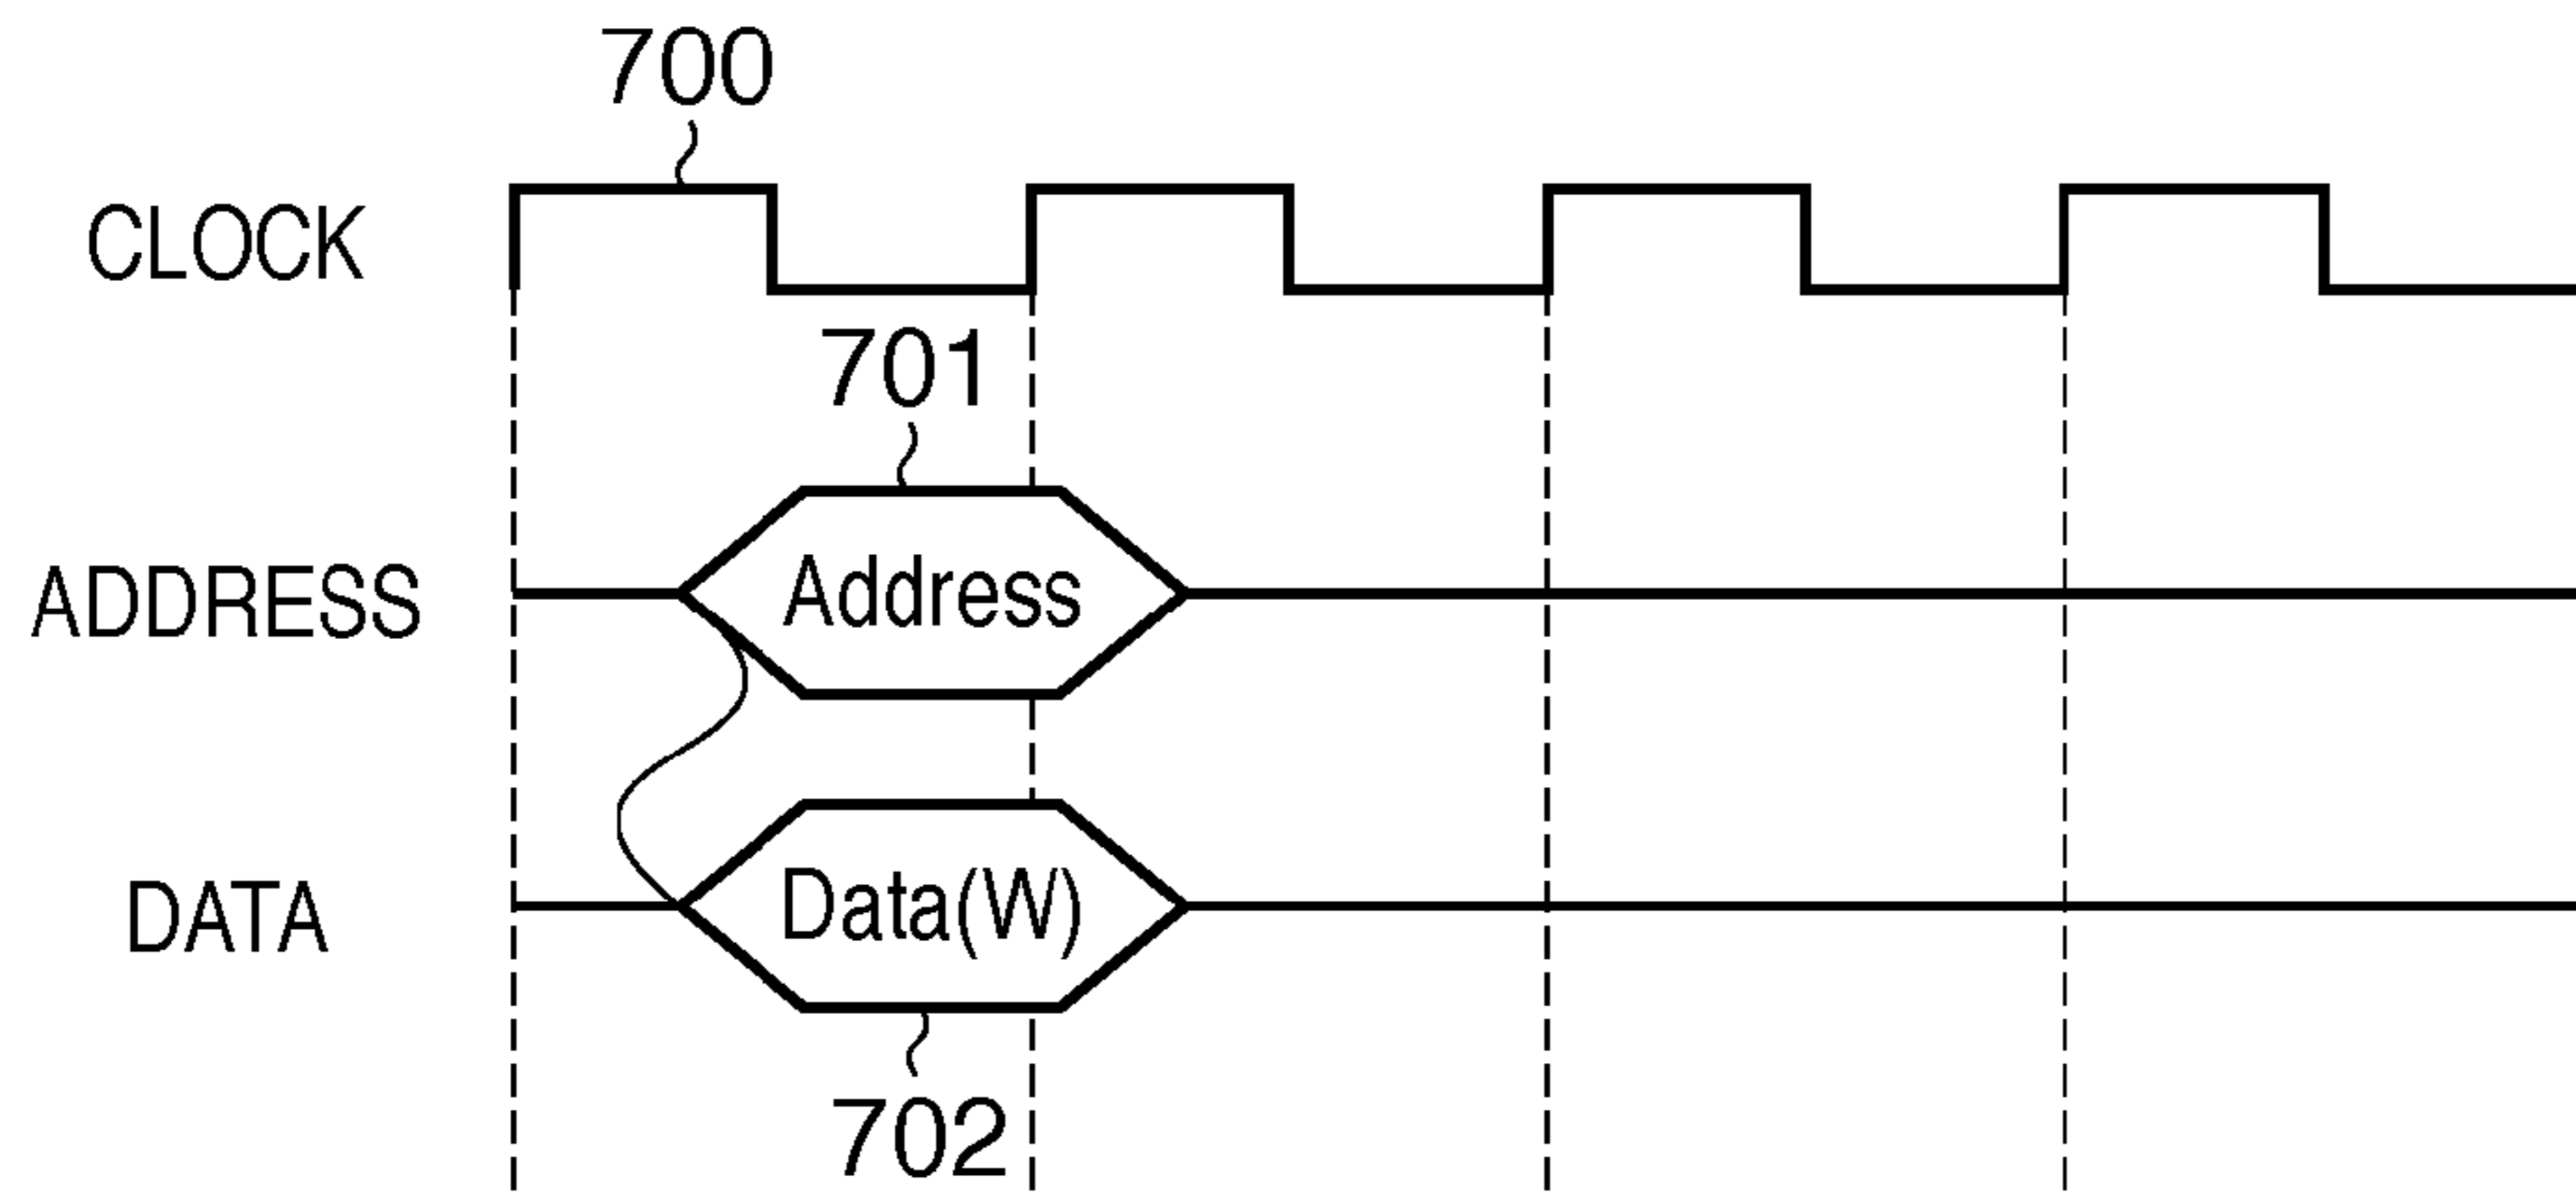 700
CLOCK
701
ADDRESS
Address
DATA
Data(W)
702